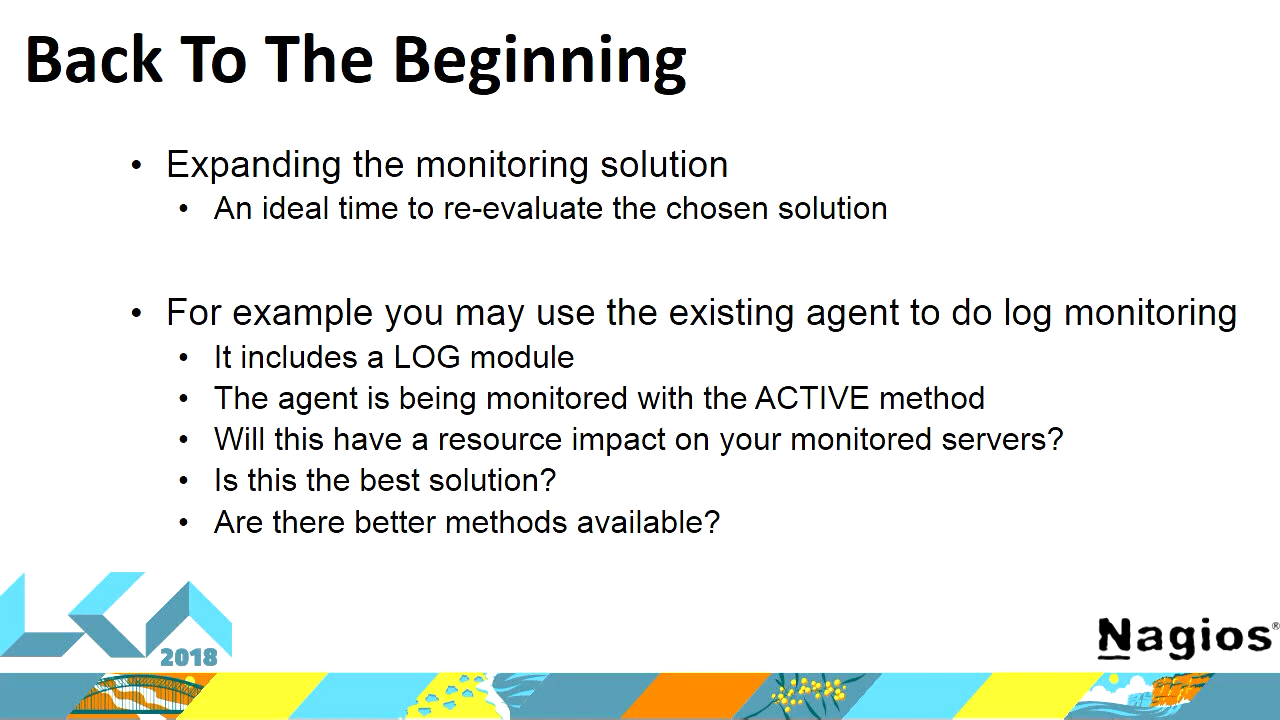 Back To The Beginning
• Expanding the monitoring solution
• An ideal time to re-evaluate the chosen solution
• For example you may use the existing agent to do log monitoring
• It includes a LOG module
• The agent is being monitored with the ACTIVE method
• Will this have a resource impact on your monitored servers?
• Is this the best solution?
• Are there better methods available?
LCA
2018
Nagios®